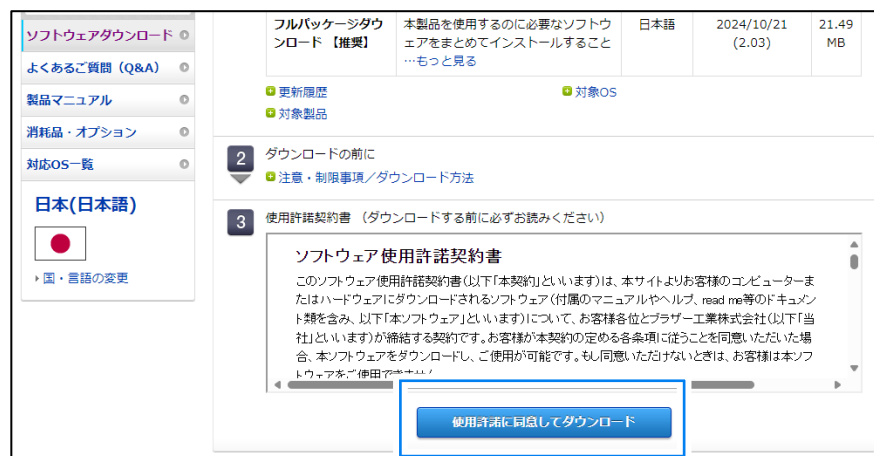 ソフトウェアダウンロード
よくあるご質問（Q&A）
製品マニュアル
消耗品・オプション
対応OS一覧
日本(日本語)
国・言語の変更
フルパッケージダウ
ンロード 【推奨】
本製品を使用するのに必要なソフトウ
ェアをまとめてインストールすること
…もっと見る
日本語
2024/10/21
(2.03)
21.49
MB
更新履歴
対象OS
対象製品
2
ダウンロードの前に
注意・制限事項／ダウンロード方法
3
使用許諾契約書 （ダウンロードする前に必ずお読みください）
ソフトウェア使用許諾契約書
このソフトウェア使用許諾契約書（以下「本契約」といいます）は、本サイトよりお客様のコンピューターま
たはハードウェアにダウンロードされるソフトウェア（付属のマニュアルやヘルプ、read me等のドキュメン
ト類を含み、以下「本ソフトウェア」といいます）について、お客様各位とブラザー工業株式会社（以下「当
社」といいます）が締結する契約です。お客様が本契約の定める各条項に従うことを同意いただいた場
合、本ソフトウェアをダウンロードし、ご使用が可能です。もし同意いただけないときは、お客様は本ソフ
トウェアをご使用できません
使用許諾に同意してダウンロード